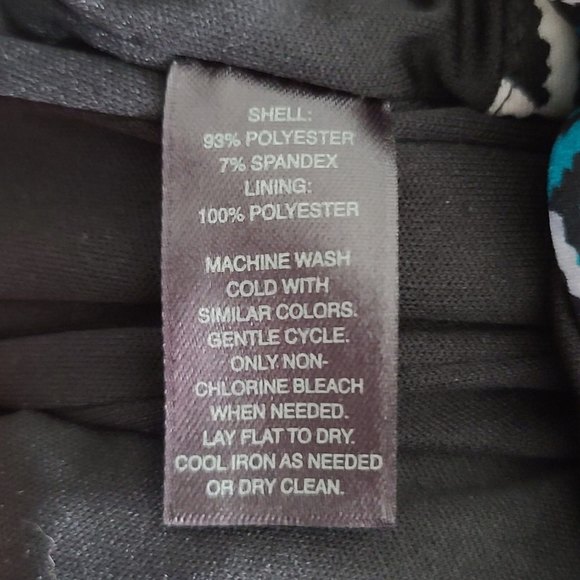 SHELL:
93% POLYESTER
7% SPANDEX
LINING:
100% POLYESTER
MACHINE WASH
COLD WITH
SIMILAR COLORS.
GENTLE CYCLE.
ONLY NON-
CHLORINE BLEACH
WHEN NEEDED.
LAY FLAT TO DRY.
COOL IRON AS NEEDED
OR DRY CLEAN.